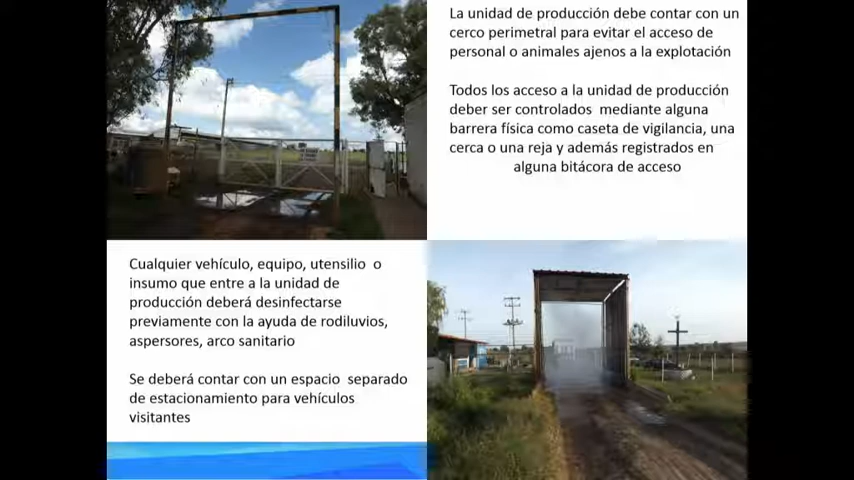 La unidad de producción debe contar con un
cerco perimetral para evitar el acceso de
personal o animales ajenos a la explotación
Todos los acceso a la unidad de producción
deber ser controlados mediante alguna
barrera física como caseta de vigilancia, una
cerca o una reja y además registrados en
alguna bitácora de acceso
Cualquier vehículo, equipo, utensilio o
insumo que entre a la unidad de
producción deberá desinfectarse
previamente con la ayuda de rodiluvios,
aspersores, arco sanitario
Se deberá contar con un espacio separado
de estacionamiento para vehículos
visitantes